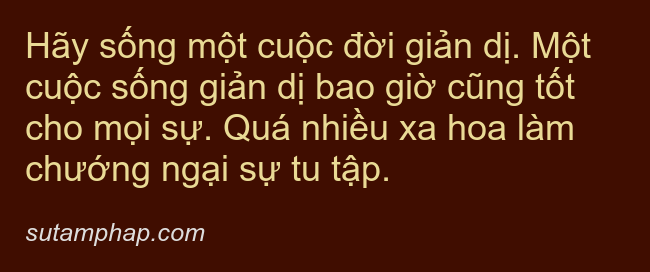 Hãy sống một cuộc đời giản dị. Một
cuộc sống giản dị bao giờ cũng tốt
cho mọi sự. Quá nhiều xa hoa làm
chướng ngại sự tu tập.
sutamphap.com